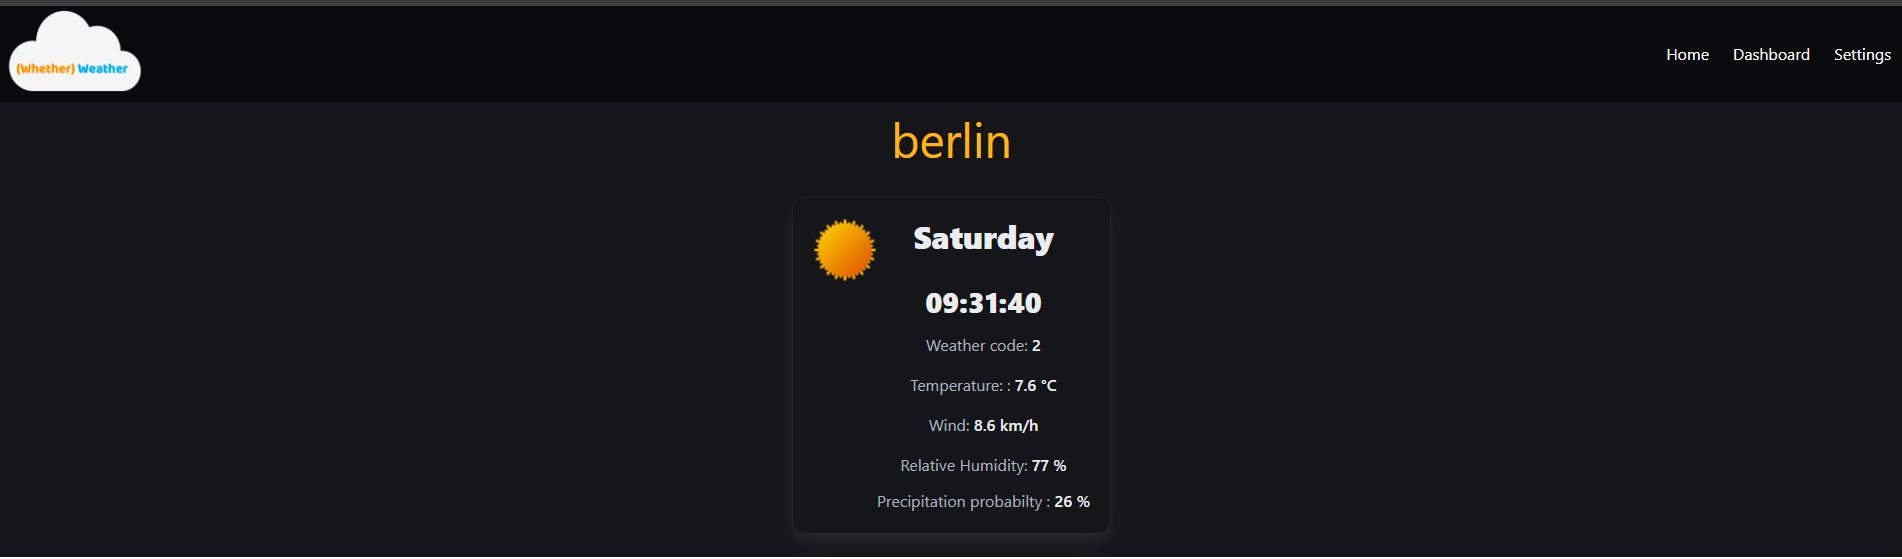 (Whether) Weather
Home Dashboard Settings
berlin
Saturday
09:31:40
Weather code: 2
Temperature: : 7.6 °C
Wind: 8.6 km/h
Relative Humidity: 77 %
Precipitation probabilty : 26 %